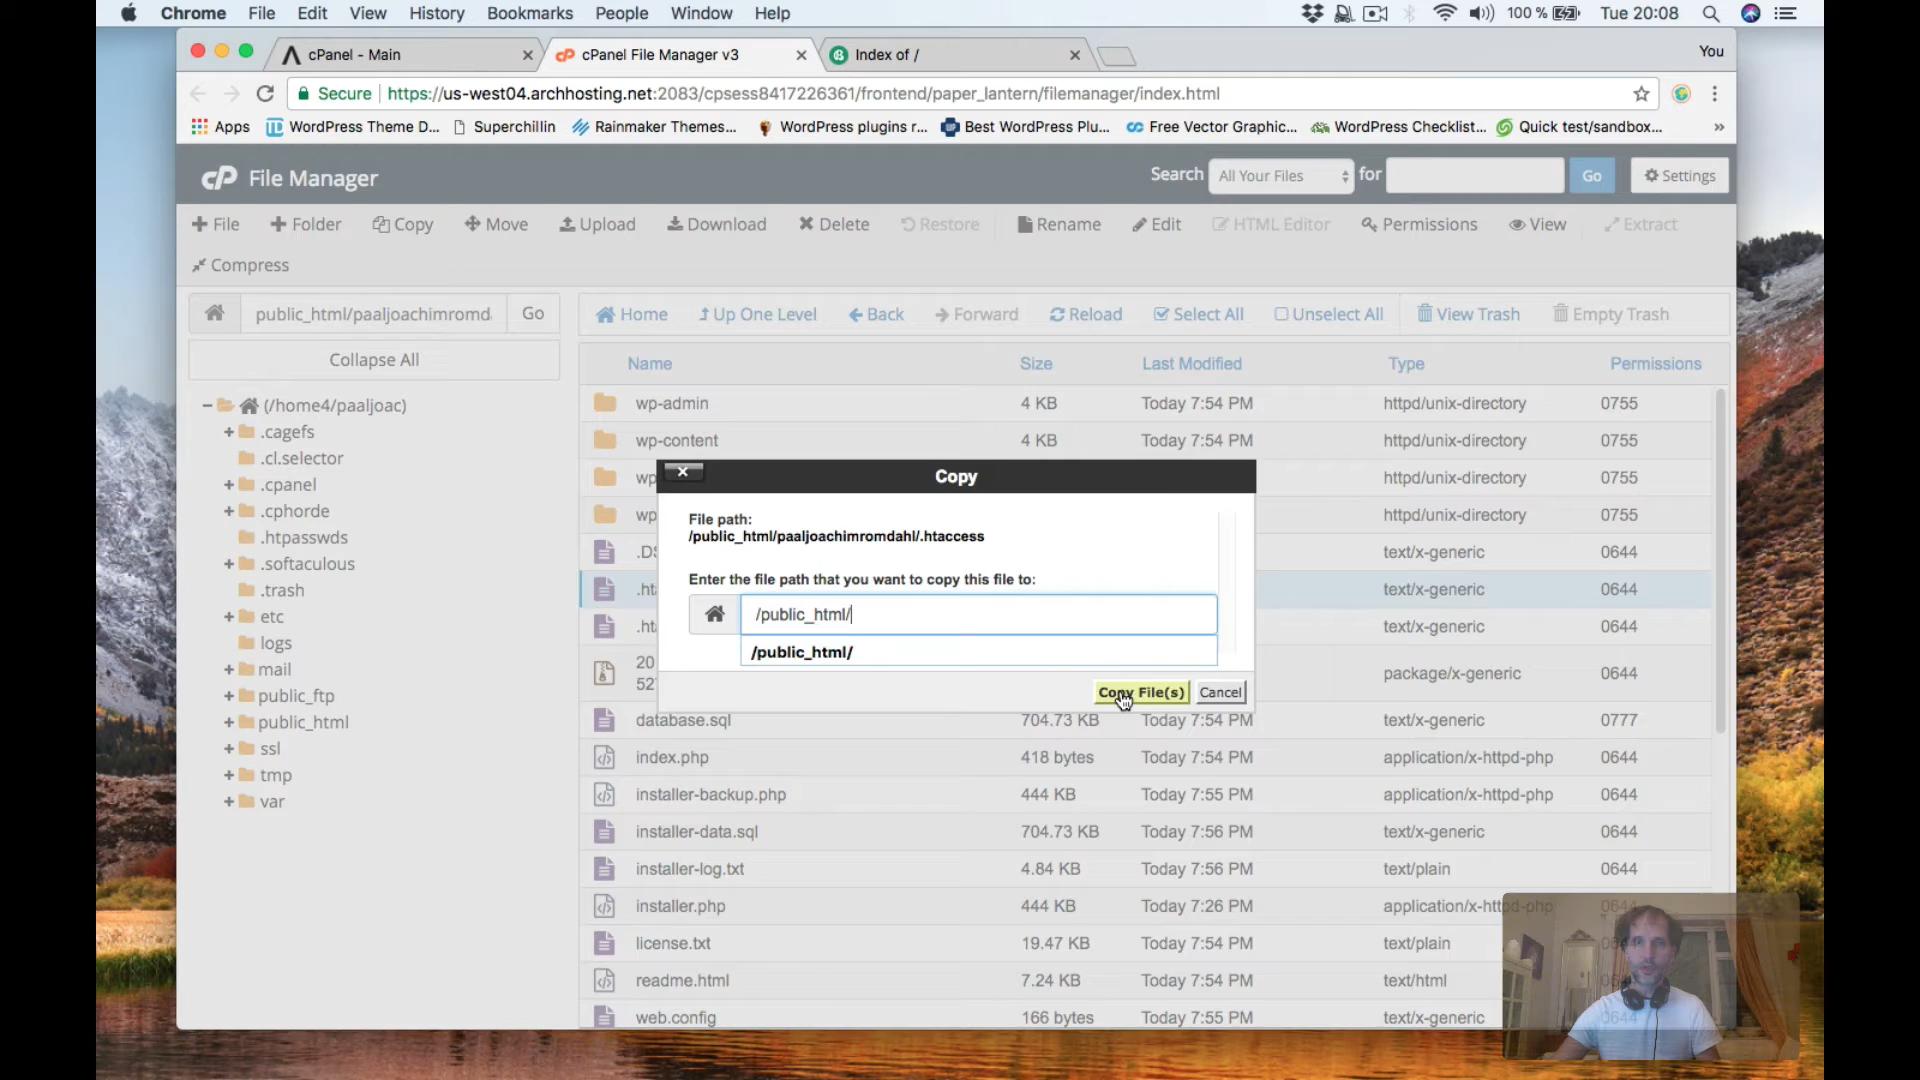 Chrome File Edit View History Bookmarks People Window Help 100 % Tue 20:08
cPanel - Main cPanel File Manager v3 Index of / You
Secure https://us-west04.archhosting.net:2083/cpsess8417226361/frontend/paper_lantern/filemanager/index.html
Apps WordPress Theme D... Superchillin Rainmaker Themes... WordPress plugins r... Best WordPress Plu... Free Vector Graphic... WordPress Checklist... Quick test/sandbox... »
cP File Manager Search All Your Files for Go Settings
File Folder Copy Move Upload Download Delete Restore Rename Edit HTML Editor Permissions View Extract
Compress
public_html/paaljoachimromd Go Home Up One Level Back Forward Reload Select All Unselect All View Trash Empty Trash
Collapse All
Name Size Last Modified Type Permissions
(/home4/paaljoac)
.cagefs
.cl.selector
.cpanel
.cphorde
.htpasswds
.softaculous
.trash
etc
logs
mail
public_ftp
public_html
ssl
tmp
var
wp-admin 4 KB Today 7:54 PM httpd/unix-directory 0755
wp-content 4 KB Today 7:54 PM httpd/unix-directory 0755
wp httpd/unix-directory 0755
wp httpd/unix-directory 0755
text/x-generic 0644
.ht text/x-generic 0644
.ht text/x-generic 0644
20
52 package/x-generic 0644
database.sql 704.73 KB Today 7:54 PM text/x-generic 0777
index.php 418 bytes Today 7:54 PM application/x-httpd-php 0644
installer-backup.php 444 KB Today 7:55 PM application/x-httpd-php 0644
installer-data.sql 704.73 KB Today 7:56 PM text/x-generic 0644
installer-log.txt 4.84 KB Today 7:56 PM text/plain 0644
installer.php 444 KB Today 7:26 PM application/x-httpd-php 0644
license.txt 19.47 KB Today 7:54 PM text/plain
readme.html 7.24 KB Today 7:54 PM text/html
web.config 166 bytes Today 7:55 PM text/x-generic 0644
Copy
File path:
/public_html/paaljoachimromdahl/.htaccess
Enter the file path that you want to copy this file to:
/public_html/
/public_html/
Copy File(s) Cancel